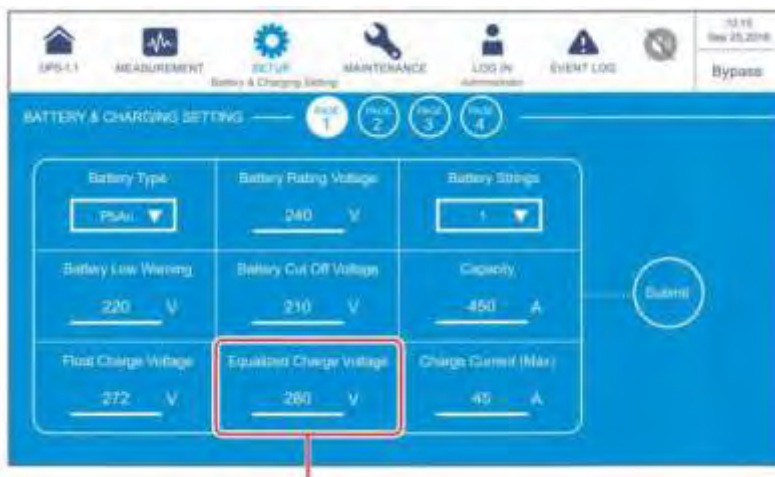 UPS-1.1 MEASUREMENT SETUP MAINTENANCE LOG IN EVENT LOG
Battery & Charging Setting Administrator
Bypass
BATTERY & CHARGING SETTING PAGE 1 PAGE 2 PAGE 3 PAGE 4
Battery Type Battery Rating Voltage Battery Strings
240 V 1
Battery Low Warning Battery Cut Off Voltage Capacity
220 V 210 V 450 A
Submit
Float Charge Voltage Equalized Charge Voltage Charge Current (Max)
272 V 280 V 45 A